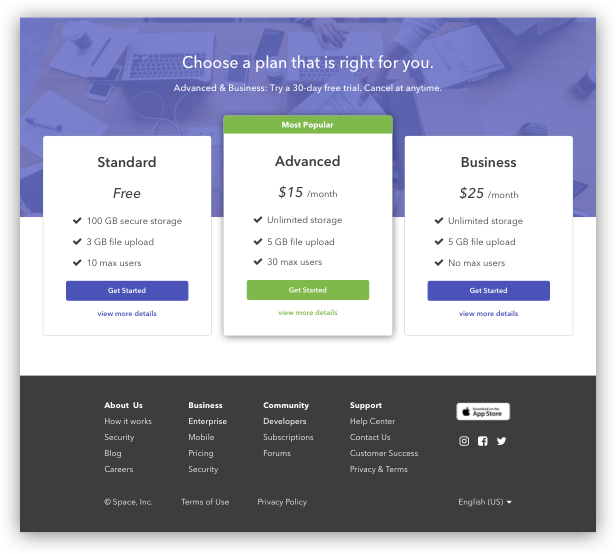 Choose a plan that is right for you.
Advanced & Business: Try a 30-day free trial. Cancel at anytime.
Standard
Free
100 GB secure storage
3 GB file upload
10 max users
Get Started
view more details
Most Popular
Advanced
$15 /month
Unlimited storage
5 GB file upload
30 max users
Get Started
view more details
Business
$25 /month
Unlimited storage
5 GB file upload
No max users
Get Started
view more details
About Us
How it works
Security
Blog
Careers
Business
Enterprise
Mobile
Pricing
Security
Community
Developers
Subscriptions
Forums
Support
Help Center
Contact Us
Customer Success
Privacy & Terms
Download on the
App Store
© Space, Inc.
Terms of Use
Privacy Policy
English (US)